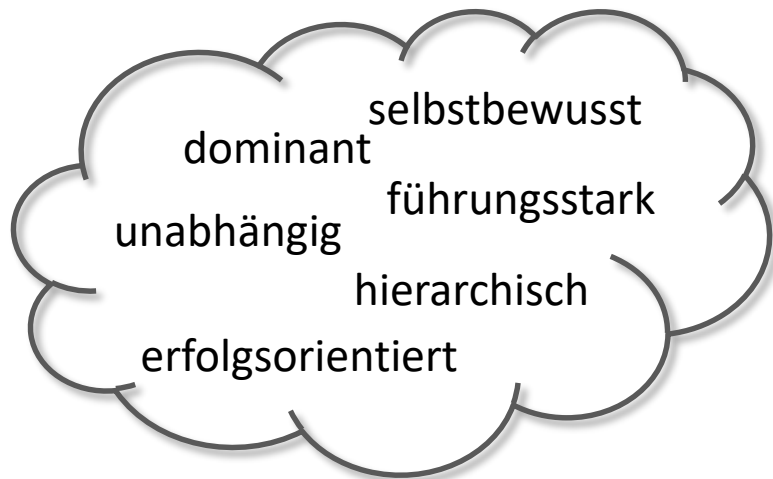 selbstbewusst
dominant
führungsstark
unabhängig
hierarchisch
erfolgsorientiert